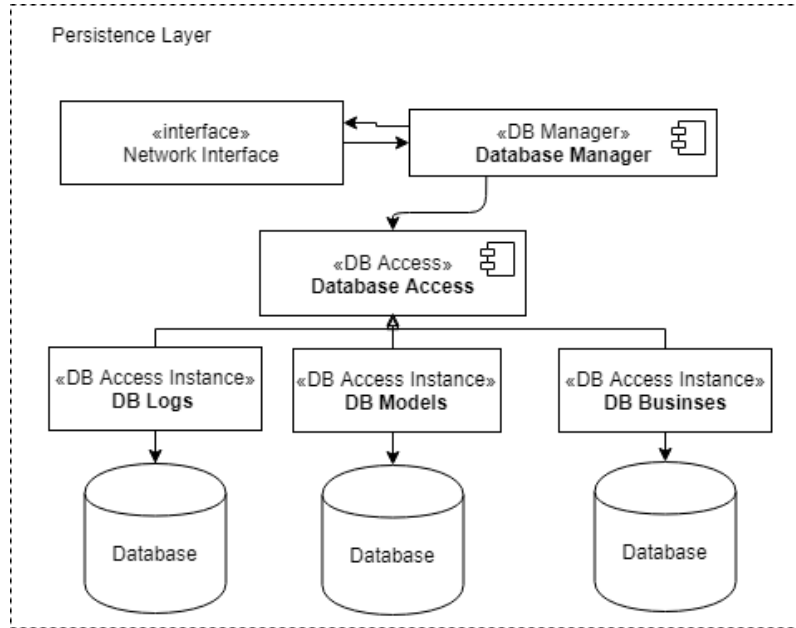 Persistence Layer
«interface»
Network Interface
«DB Manager»
Database Manager
«DB Access»
Database Access
«DB Access Instance»
DB Logs
«DB Access Instance»
DB Models
«DB Access Instance»
DB Businses
Database
Database
Database